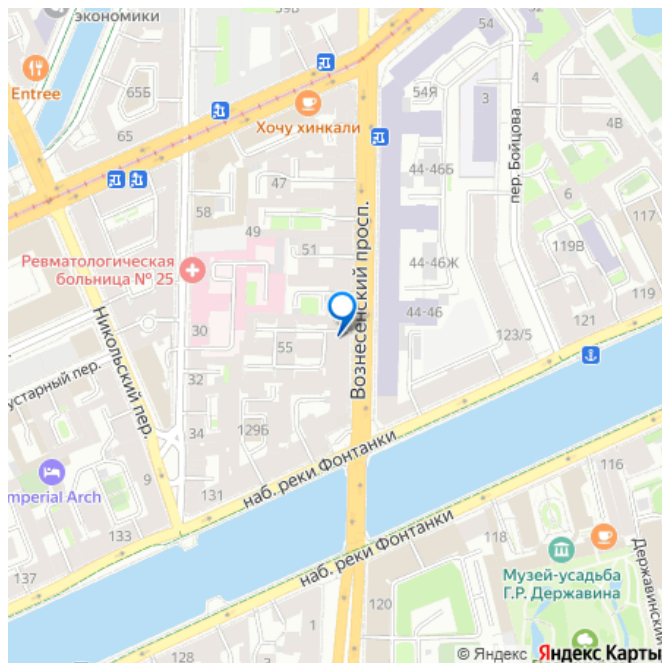 экономики
39Б
54
Entree
65Б
54Я
3
4
Хочу хинкали
65
4В
44-46Б
пер. Бойцова
47
6
58
49
Вознесенский просп.
51
119В
Ревматологическая
больница № 25
44-46Ж
119
44-46
121
30
Никольский пер.
123/5
55
устарный пер.
32
34
129Б
наб. реки Фонтанки
9
131
116
Imperial Arch
133
наб. реки Фонтанки
118
Державинский
Музей-усадьба
Г.Р. Державина
137
120
1
128
© Яндекс Яндекс Карты